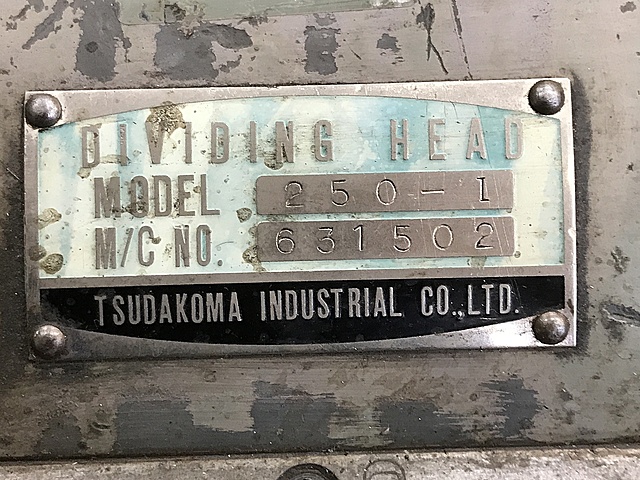 DIVIDING HEAD
MODEL 250-I
M/C NO. 631502
TSUDAKOMA INDUSTRIAL CO.,LTD.